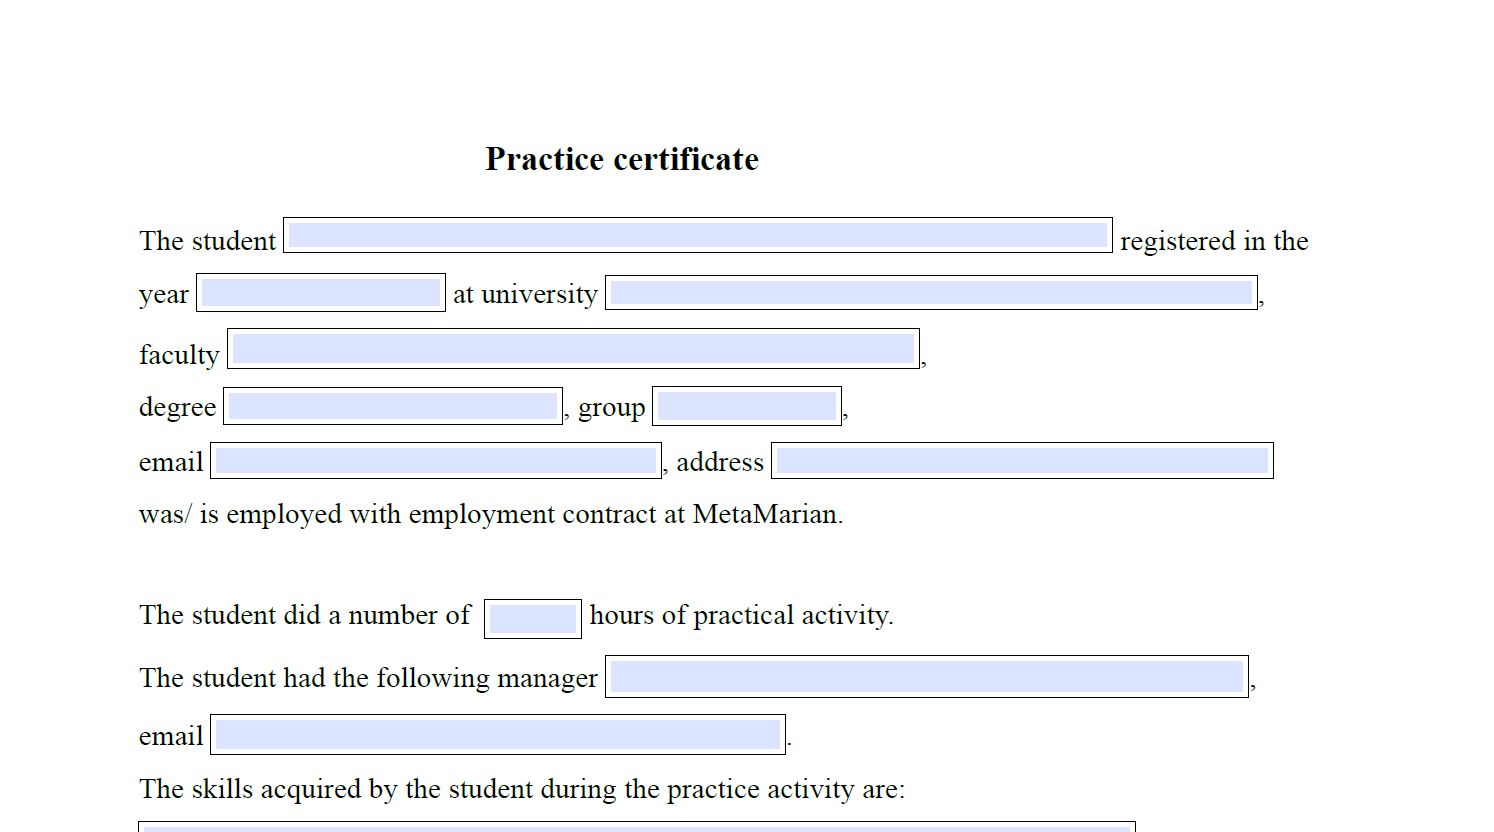 Practice certificate
The student registered in the
year at university ,
faculty ,
degree , group ,
email , address
was/ is employed with employment contract at MetaMarian.
The student did a number of hours of practical activity.
The student had the following manager ,
email .
The skills acquired by the student during the practice activity are: